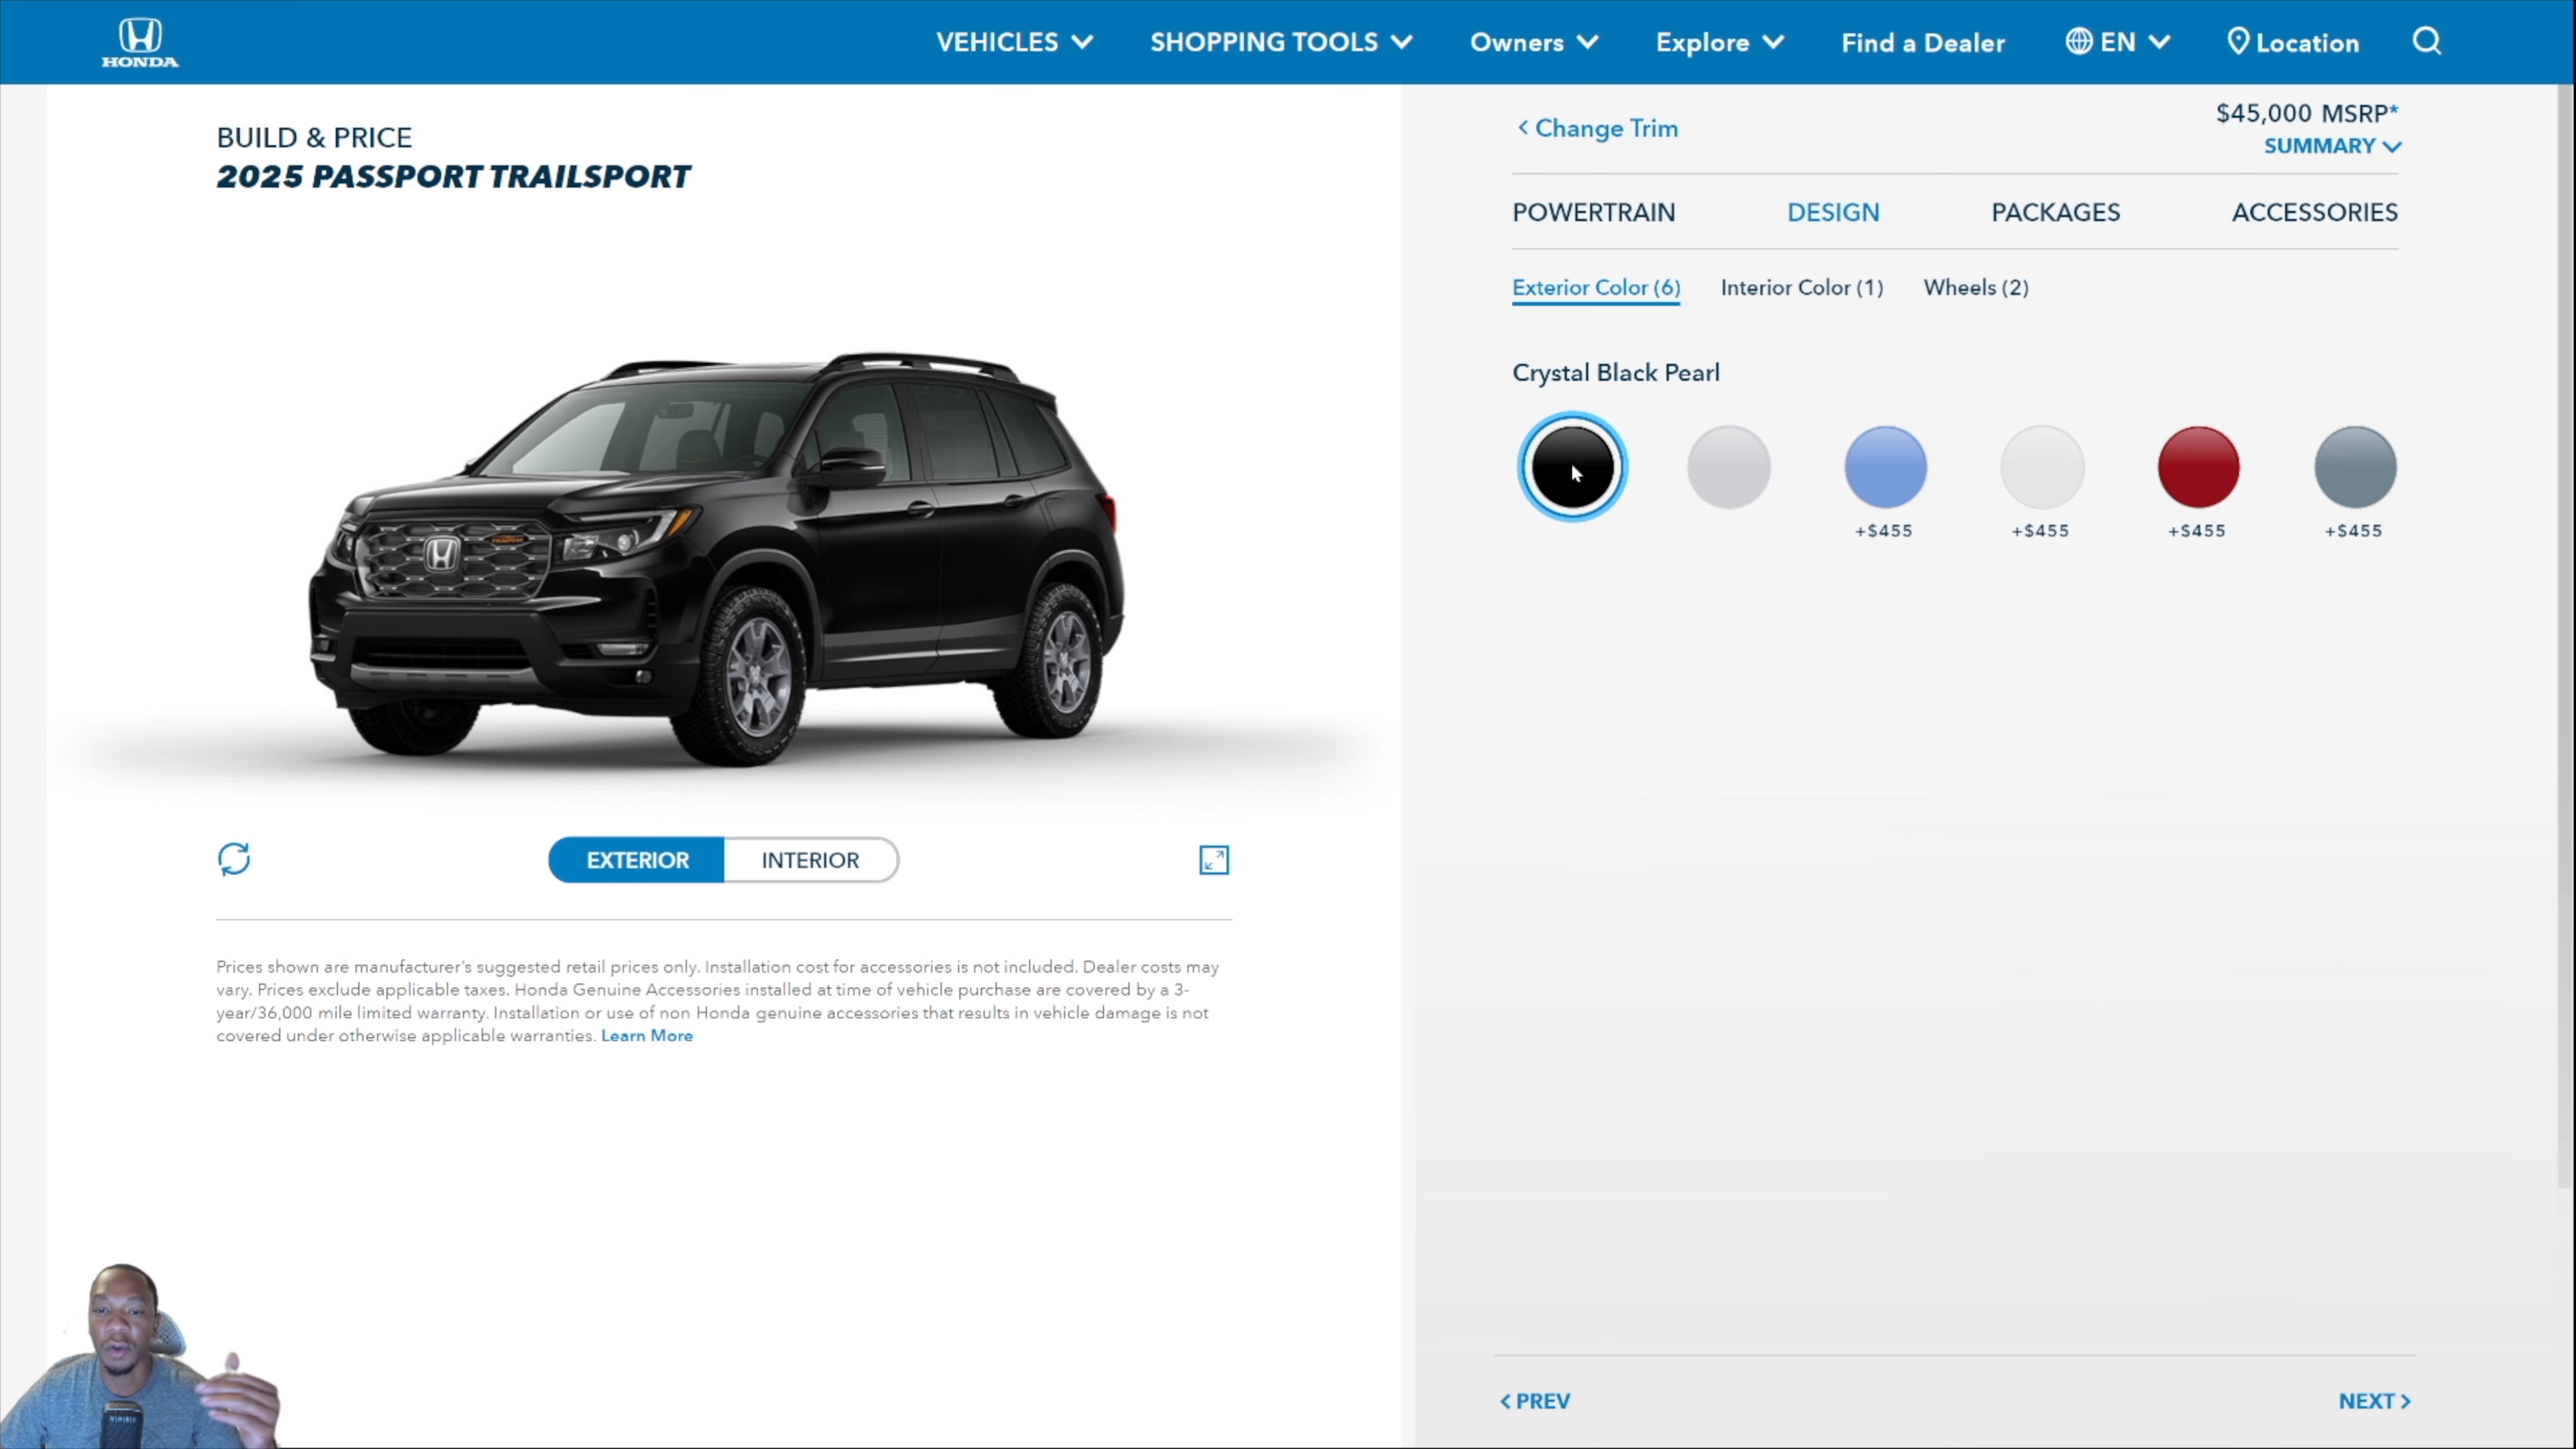 HONDA
VEHICLES
SHOPPING TOOLS
Owners
Explore
Find a Dealer
EN
Location
BUILD & PRICE
2025 PASSPORT TRAILSPORT
EXTERIOR
INTERIOR
Prices shown are manufacturer's suggested retail prices only. Installation cost for accessories is not included. Dealer costs may
vary. Prices exclude applicable taxes. Honda Genuine Accessories installed at time of vehicle purchase are covered by a 3-
year/36,000 mile limited warranty. Installation or use of non Honda genuine accessories that results in vehicle damage is not
covered under otherwise applicable warranties. Learn More
< Change Trim
$45,000 MSRP*
SUMMARY
POWERTRAIN
DESIGN
PACKAGES
ACCESSORIES
Exterior Color (6)
Interior Color (1)
Wheels (2)
Crystal Black Pearl
+$455
+$455
+$455
+$455
< PREV
NEXT >